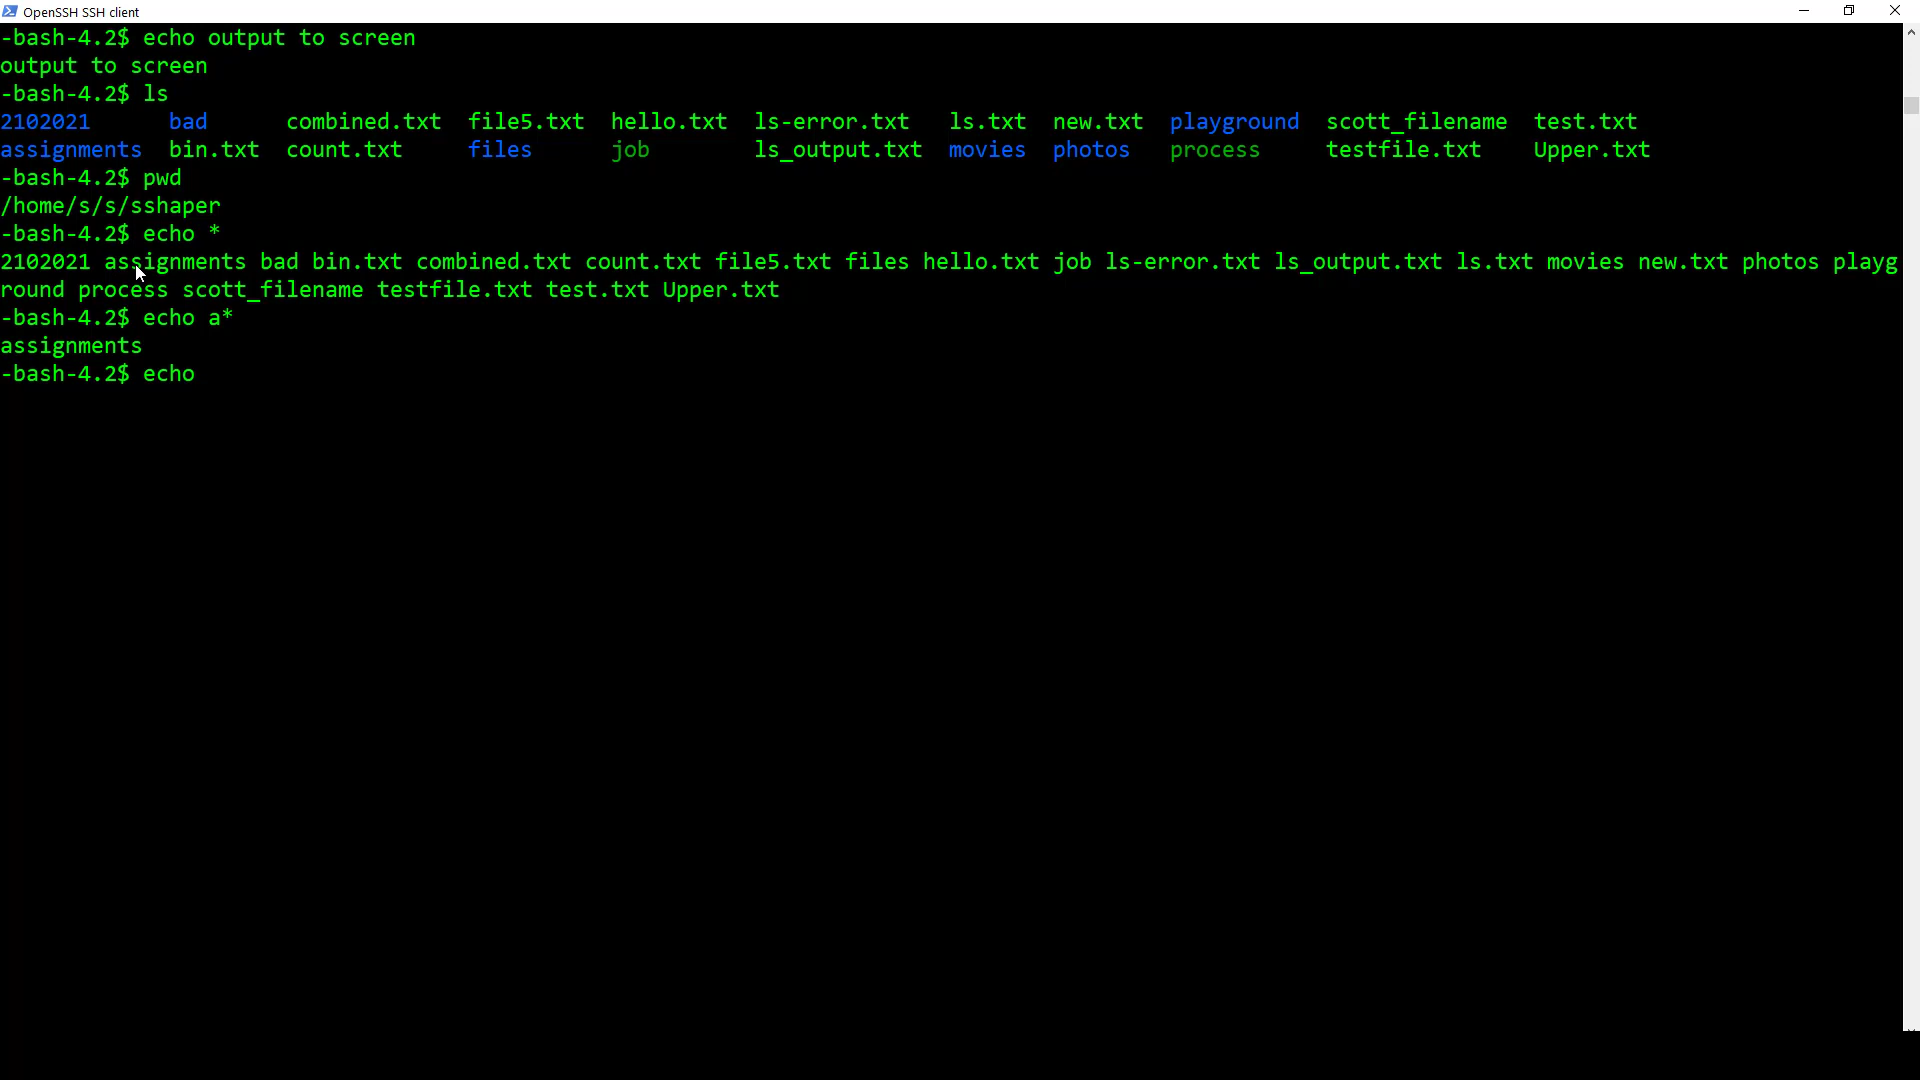 OpenSSH SSH client
-bash-4.2$ echo output to screen
output to screen
-bash-4.2$ ls
2102021      bad      combined.txt  file5.txt  hello.txt  ls-error.txt   ls.txt  new.txt  playground  scott_filename  test.txt
assignments  bin.txt  count.txt     files      job        ls_output.txt  movies  photos   process     testfile.txt    Upper.txt
-bash-4.2$ pwd
/home/s/s/sshaper
-bash-4.2$ echo *
2102021 assignments bad bin.txt combined.txt count.txt file5.txt files hello.txt job ls-error.txt ls_output.txt ls.txt movies new.txt photos playg
round process scott_filename testfile.txt test.txt Upper.txt
-bash-4.2$ echo a*
assignments
-bash-4.2$ echo